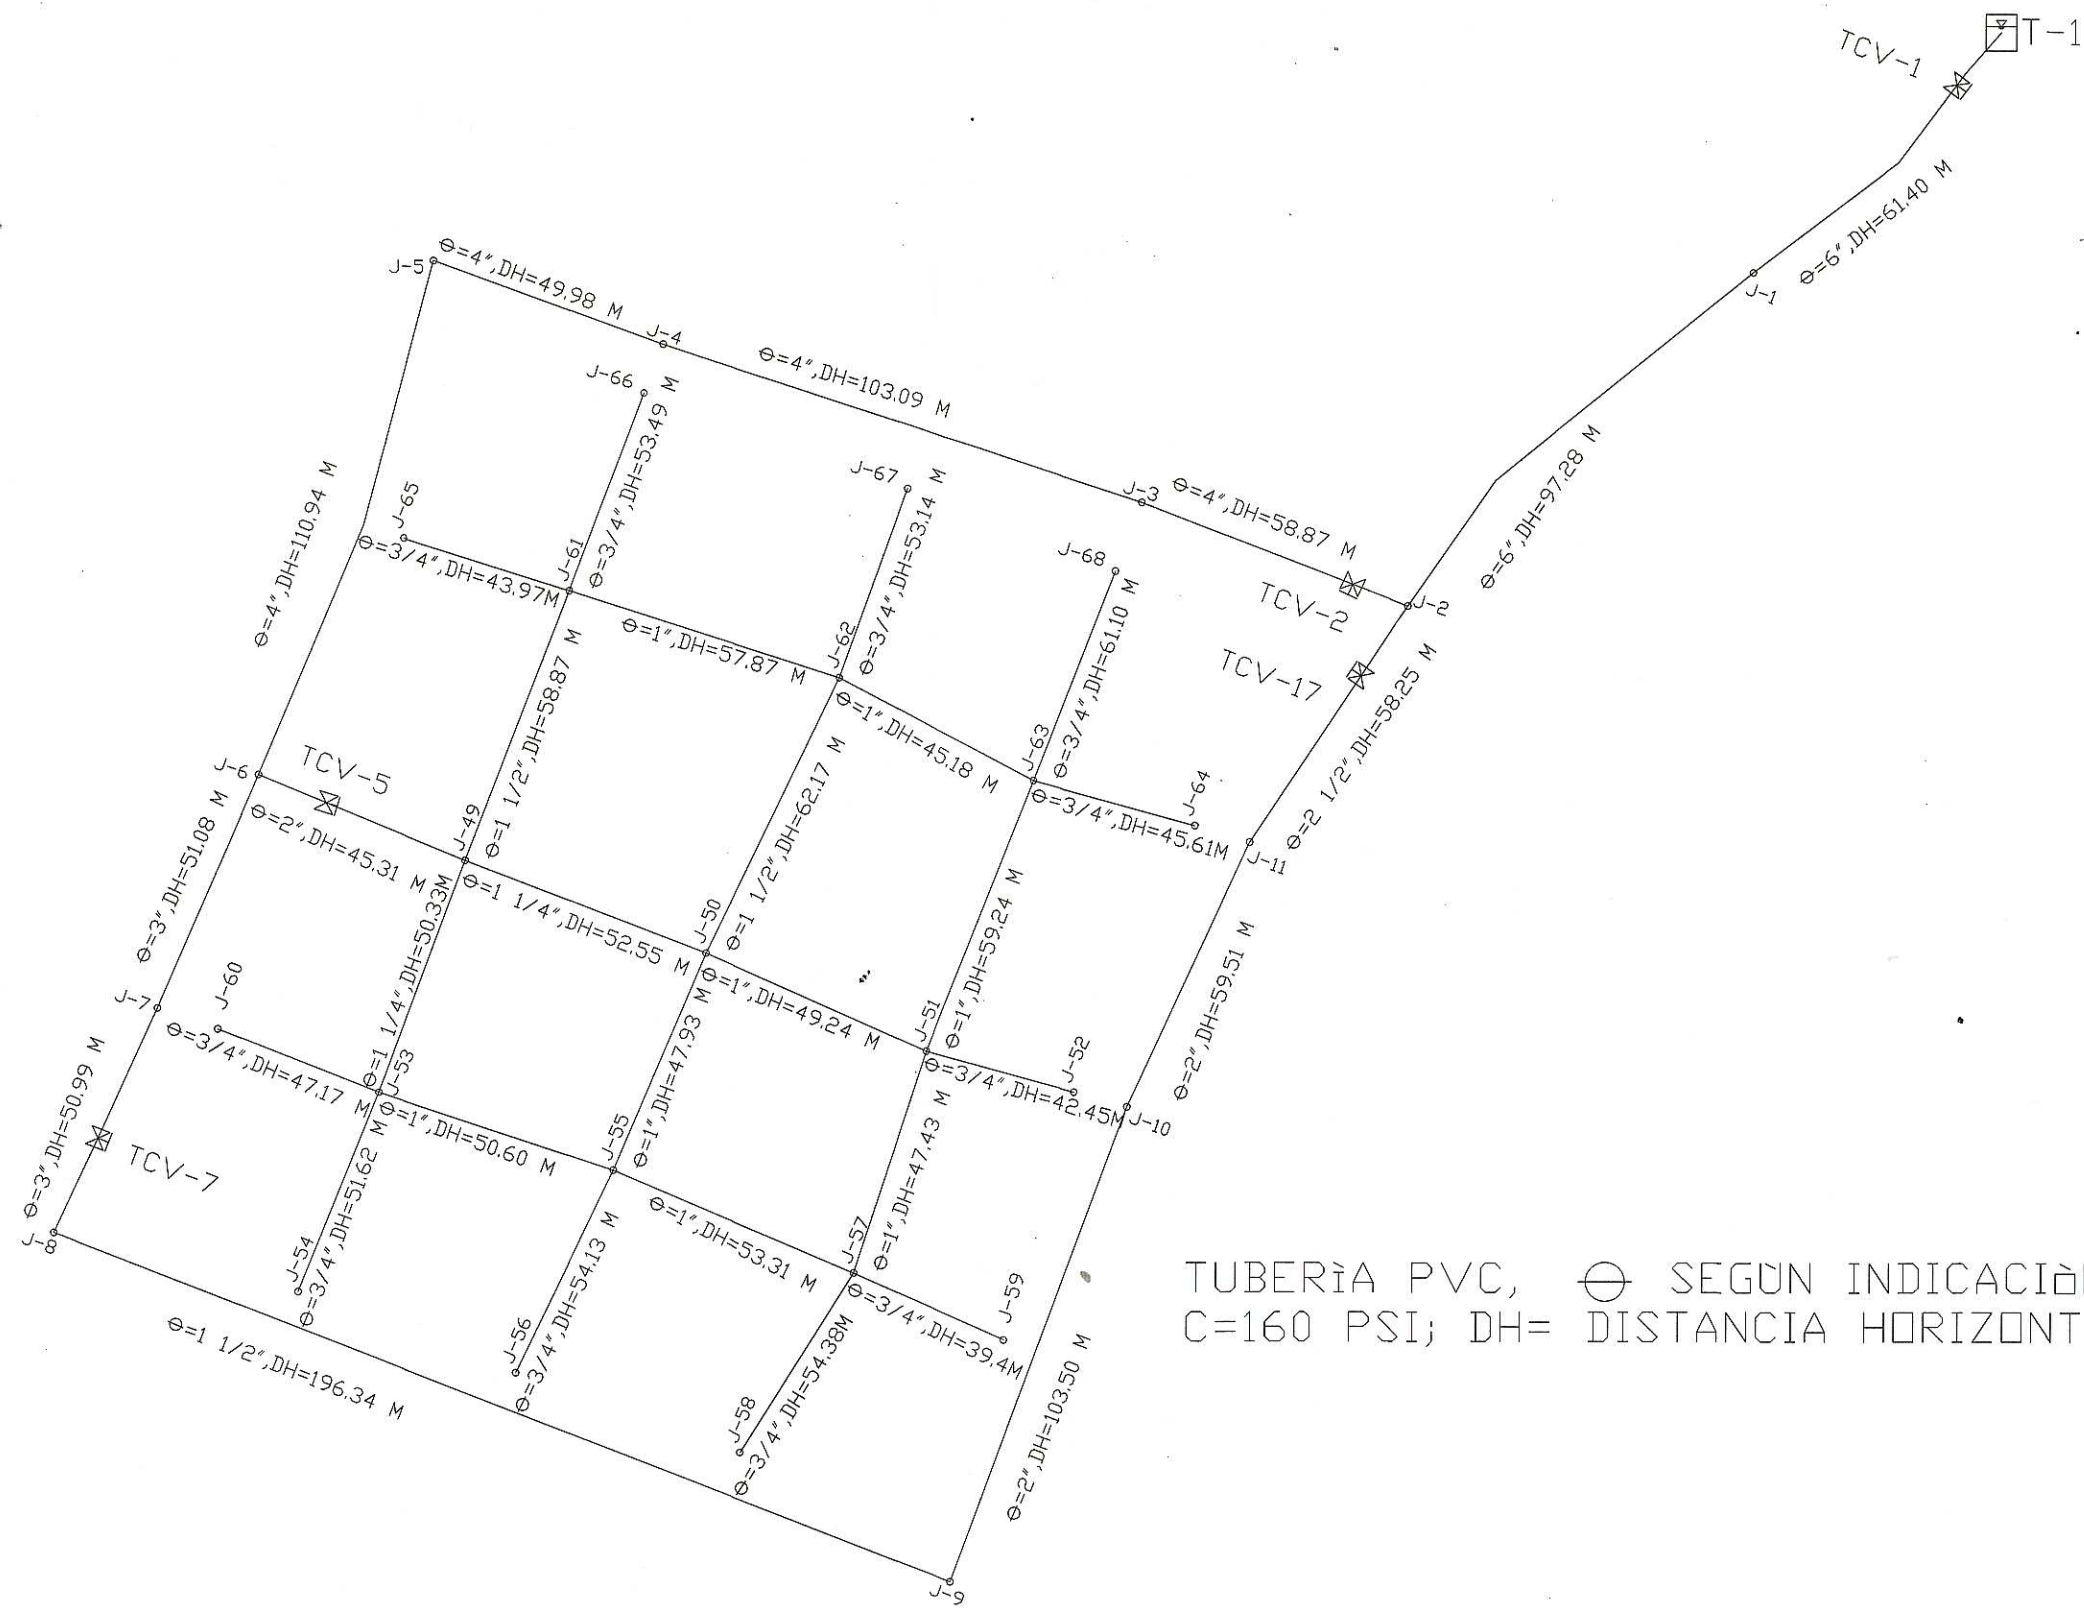 TCV-1
T-1
Ɵ=6",DH=61.40 M
J-1
Ɵ=4",DH=49.98 M
J-5
J-4
Ɵ=4",DH=103.09 M
J-66
Ɵ=3/4",DH=53.49 M
J-67
Ɵ=3/4",DH=53.14 M
J-3
Ɵ=4",DH=58.87 M
Ɵ=6",DH=97.28 M
Ɵ=4",DH=110.94 M
J-65
Ɵ=3/4",DH=43.97M
J-61
J-68
Ɵ=3/4",DH=61.10 M
TCV-2
J-2
Ɵ=1",DH=57.87 M
J-62
TCV-17
Ɵ=2 1/2",DH=58.25 M
Ɵ=1 1/2",DH=58.87 M
Ɵ=1",DH=45.18 M
J-63
Ɵ=1 1/2",DH=62.17 M
J-6
TCV-5
J-64
Ɵ=3/4",DH=45.61M
J-11
Ɵ=2",DH=45.31 M
J-49
Ɵ=3",DH=51.08 M
Ɵ=1 1/4",DH=52.55 M
J-50
Ɵ=1 1/4",DH=50.33M
Ɵ=1",DH=59.24 M
Ɵ=2",DH=59.51 M
Ɵ=1",DH=49.24 M
J-51
J-7
J-60
Ɵ=3/4",DH=47.17 M
J-53
Ɵ=1",DH=47.93 M
J-52
Ɵ=3/4",DH=42.45M
J-10
Ɵ=3",DH=50.99 M
TCV-7
Ɵ=1",DH=50.60 M
J-55
Ɵ=1",DH=47.43 M
Ɵ=3/4",DH=51.62 M
J-8
J-54
Ɵ=1",DH=53.31 M
J-57
Ɵ=3/4",DH=54.13 M
J-56
Ɵ=3/4",DH=39.4M
J-59
TUBERìA PVC, Ɵ SEGÙN INDICACIò
C=160 PSI; DH= DISTANCIA HORIZONT
Ɵ=1 1/2",DH=196.34 M
Ɵ=3/4",DH=54.38M
J-58
Ɵ=2",DH=103.50 M
J-9